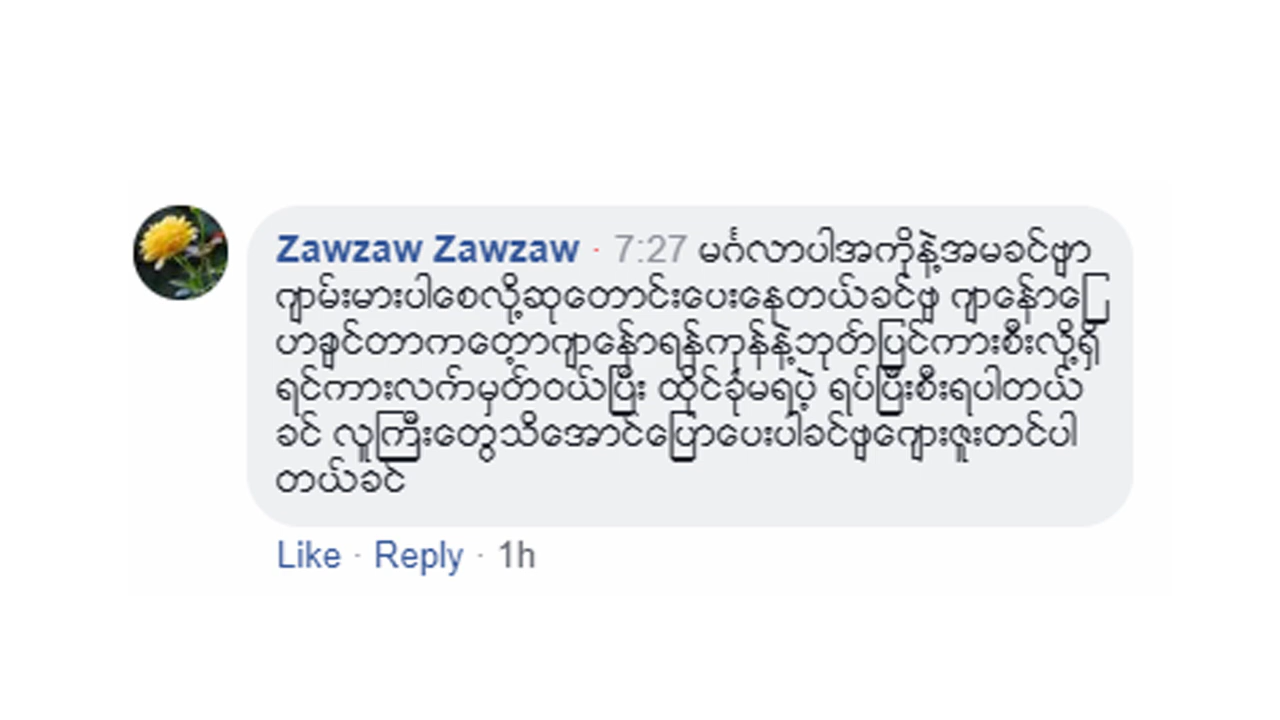 Zawzaw Zawzaw · 7:27 မင်္ဂလာပါအကိုနဲ့အမခင်ဗျာ
ဂျာမ်းမားပါစေလို့ဆုတောင်းပေးနေတယ်ခင်ဗျ ဂျာနော်ပြော
ဟာချင်တာကတော့ဂျာနော်ရန်ကုန်နဲ့ဘုတ်ပြင်ကားစီးလို့ရှိ
ရင်ကားလက်မှတ်ဝယ်ပြီး ထိုင်ခုံမရပဲ့ ရပ်ပြီးစီးရပါတယ်
ခင် လူကြီးတွေသိအောင်ပြောပေးပါခင်ဗျဂျေးဇူးတင်ပါ
တယ်ခင်
Like · Reply · 1h